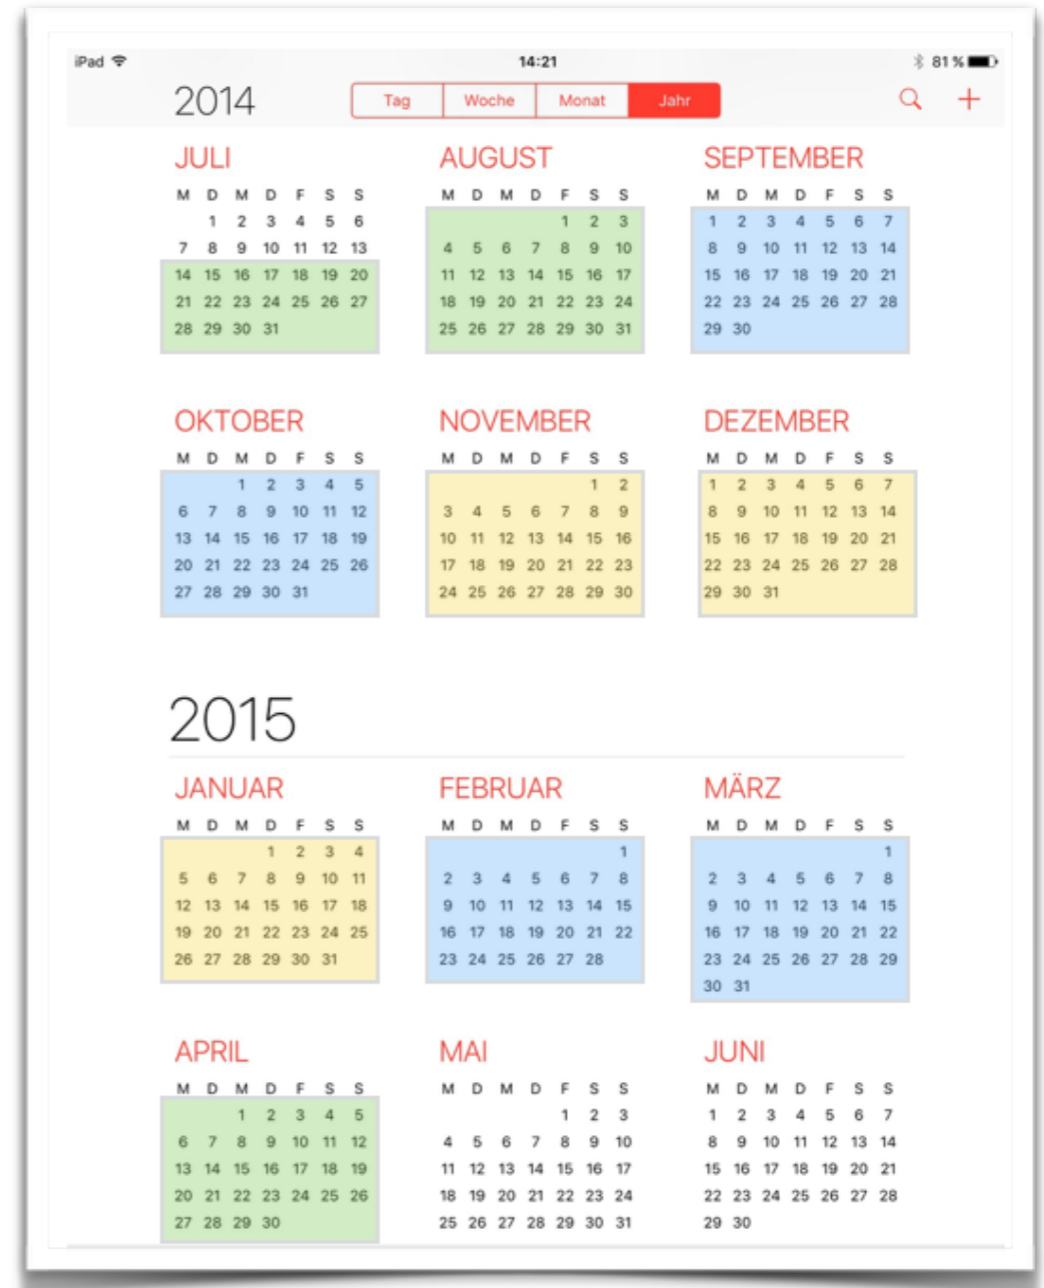 iPad 14:21 81 %
2014 Tag Woche Monat Jahr
JULI AUGUST SEPTEMBER
M D M D F S S M D M D F S S M D M D F S S
1 2 3 4 5 6 1 2 3 1 2 3 4 5 6 7
7 8 9 10 11 12 13 4 5 6 7 8 9 10 8 9 10 11 12 13 14
14 15 16 17 18 19 20 11 12 13 14 15 16 17 15 16 17 18 19 20 21
21 22 23 24 25 26 27 18 19 20 21 22 23 24 22 23 24 25 26 27 28
28 29 30 31 25 26 27 28 29 30 31 29 30
OKTOBER NOVEMBER DEZEMBER
M D M D F S S M D M D F S S M D M D F S S
1 2 3 4 5 1 2 1 2 3 4 5 6 7
6 7 8 9 10 11 12 3 4 5 6 7 8 9 8 9 10 11 12 13 14
13 14 15 16 17 18 19 10 11 12 13 14 15 16 15 16 17 18 19 20 21
20 21 22 23 24 25 26 17 18 19 20 21 22 23 22 23 24 25 26 27 28
27 28 29 30 31 24 25 26 27 28 29 30 29 30 31
2015
JANUAR FEBRUAR MÄRZ
M D M D F S S M D M D F S S M D M D F S S
1 2 3 4 1 1
5 6 7 8 9 10 11 2 3 4 5 6 7 8 2 3 4 5 6 7 8
12 13 14 15 16 17 18 9 10 11 12 13 14 15 9 10 11 12 13 14 15
19 20 21 22 23 24 25 16 17 18 19 20 21 22 16 17 18 19 20 21 22
26 27 28 29 30 31 23 24 25 26 27 28 23 24 25 26 27 28 29
30 31
APRIL MAI JUNI
M D M D F S S M D M D F S S M D M D F S S
1 2 3 4 5 1 2 3 1 2 3 4 5 6 7
6 7 8 9 10 11 12 4 5 6 7 8 9 10 8 9 10 11 12 13 14
13 14 15 16 17 18 19 11 12 13 14 15 16 17 15 16 17 18 19 20 21
20 21 22 23 24 25 26 18 19 20 21 22 23 24 22 23 24 25 26 27 28
27 28 29 30 25 26 27 28 29 30 31 29 30